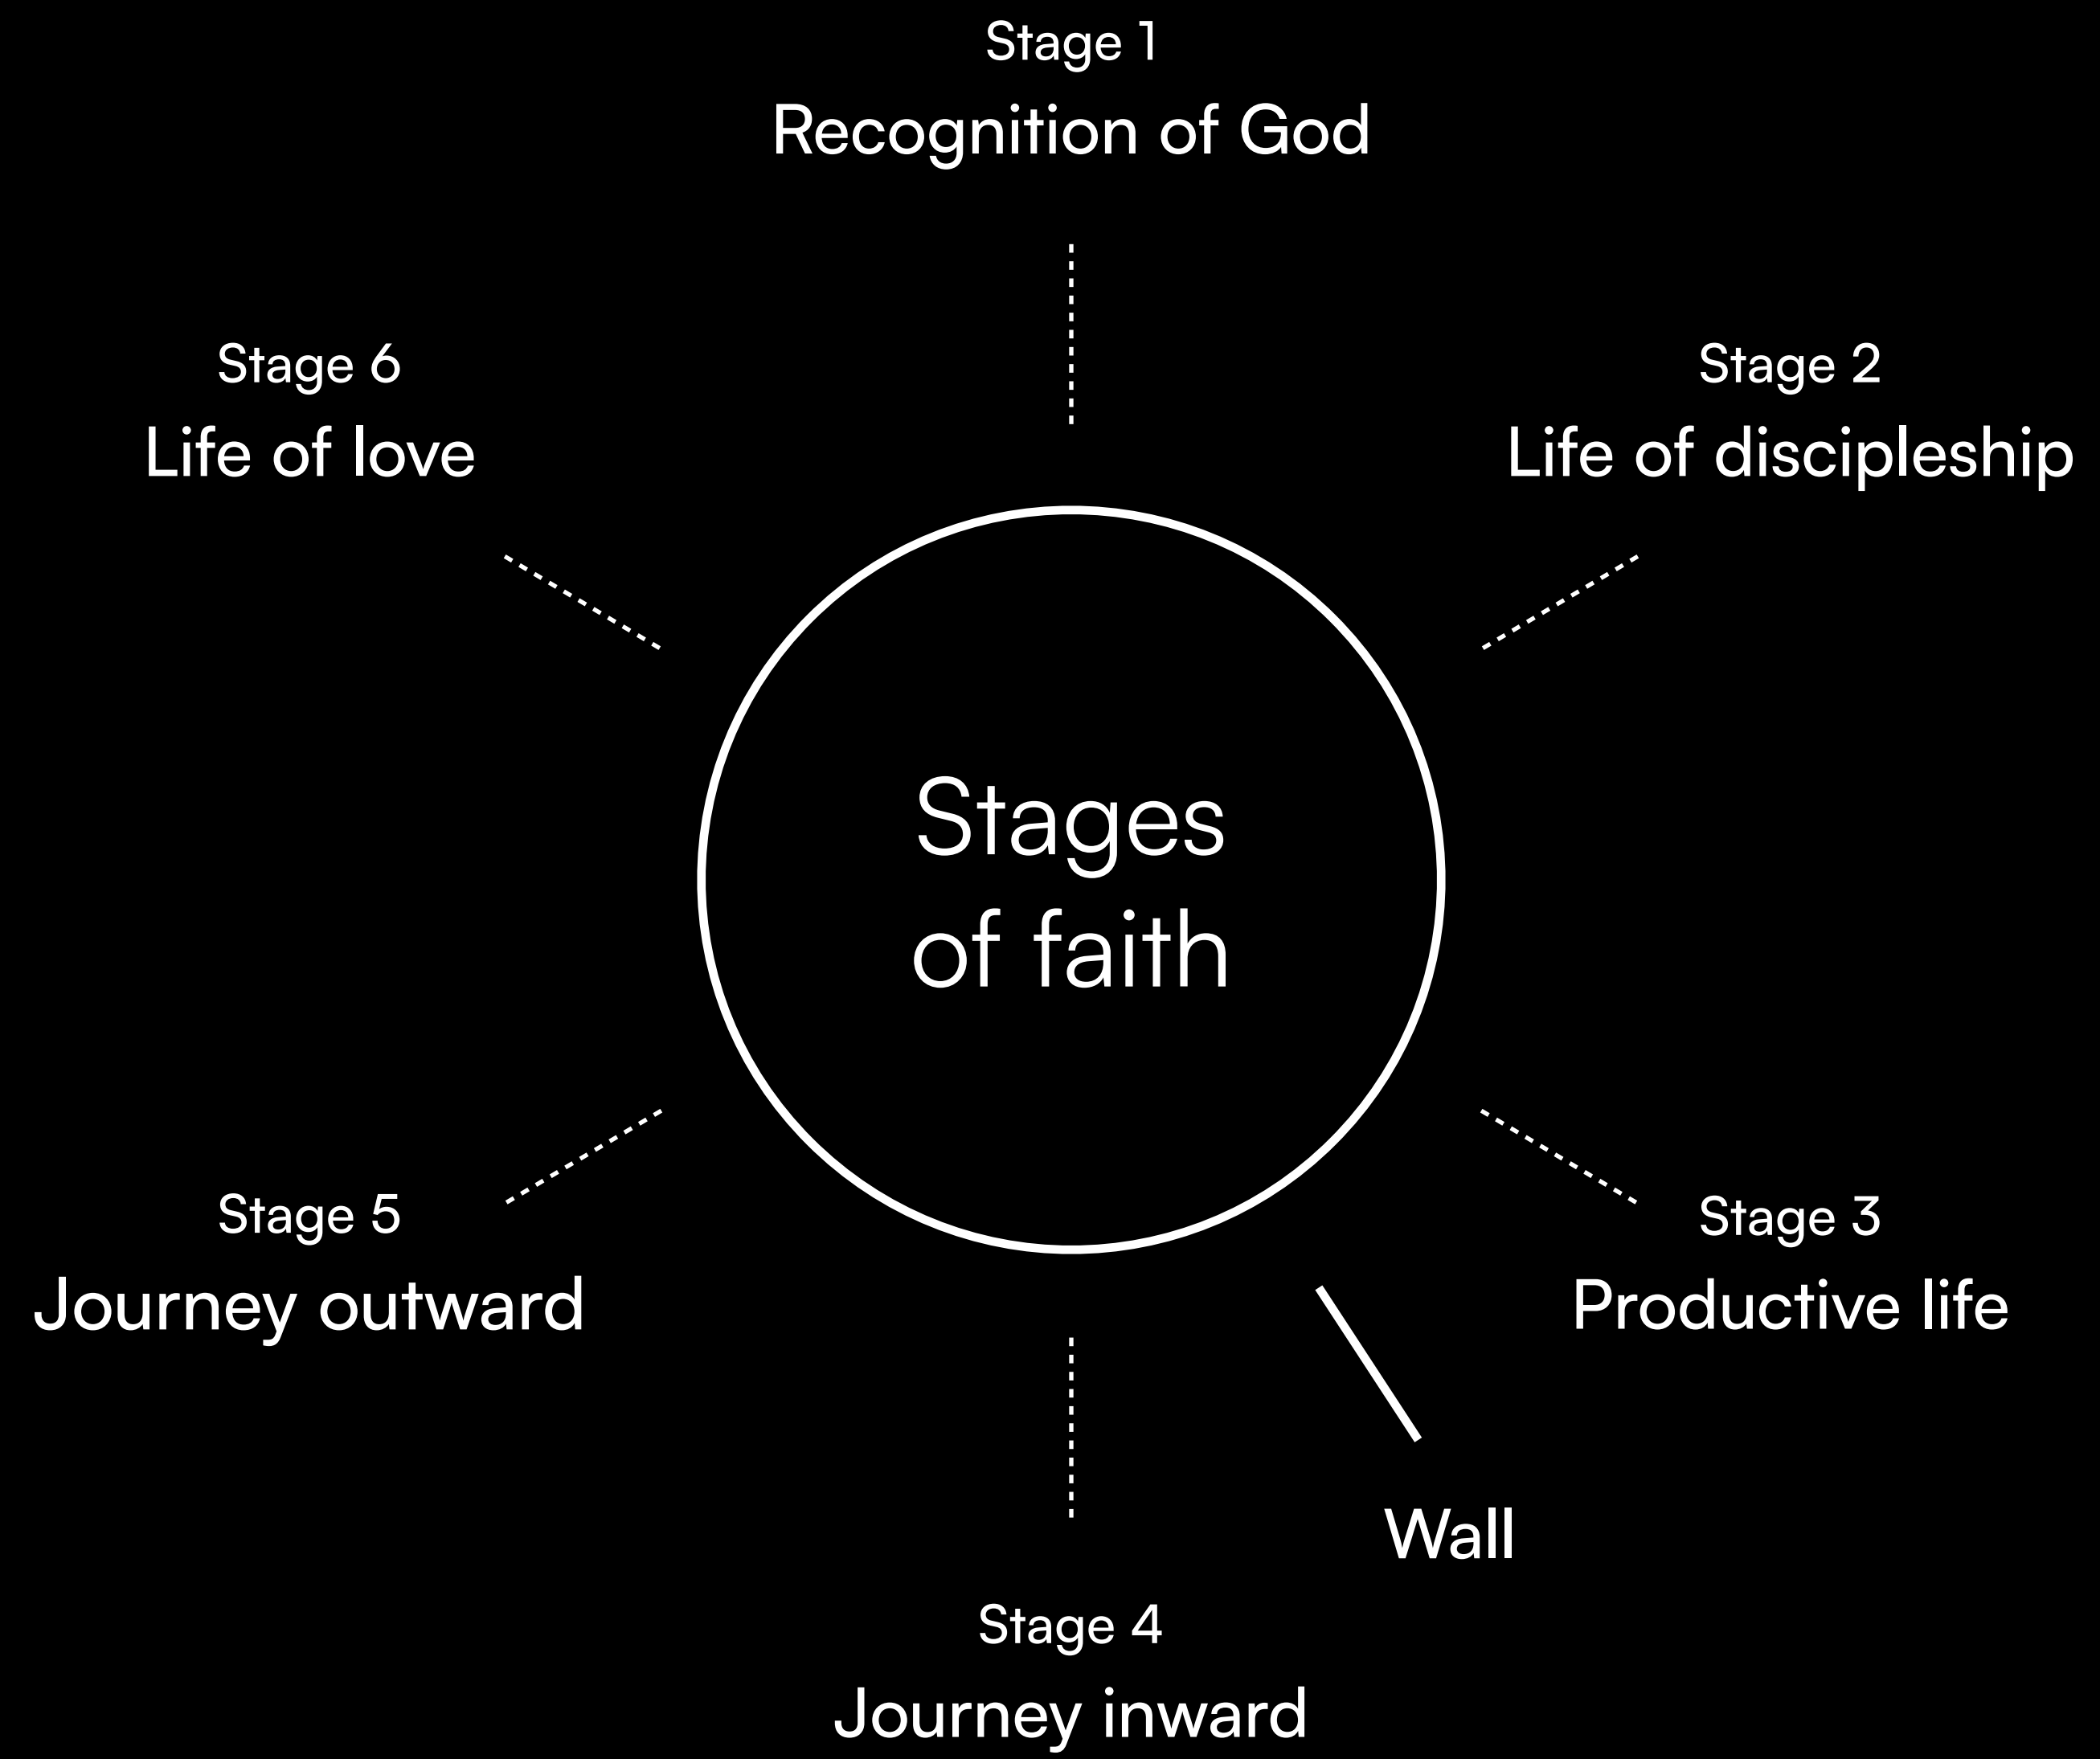 Stage 1
Recognition of God
Stage 6
Life of love
Stage 2
Life of discipleship
Stages
of faith
Stage 5
Journey outward
Stage 3
Productive life
Wall
Stage 4
Journey inward